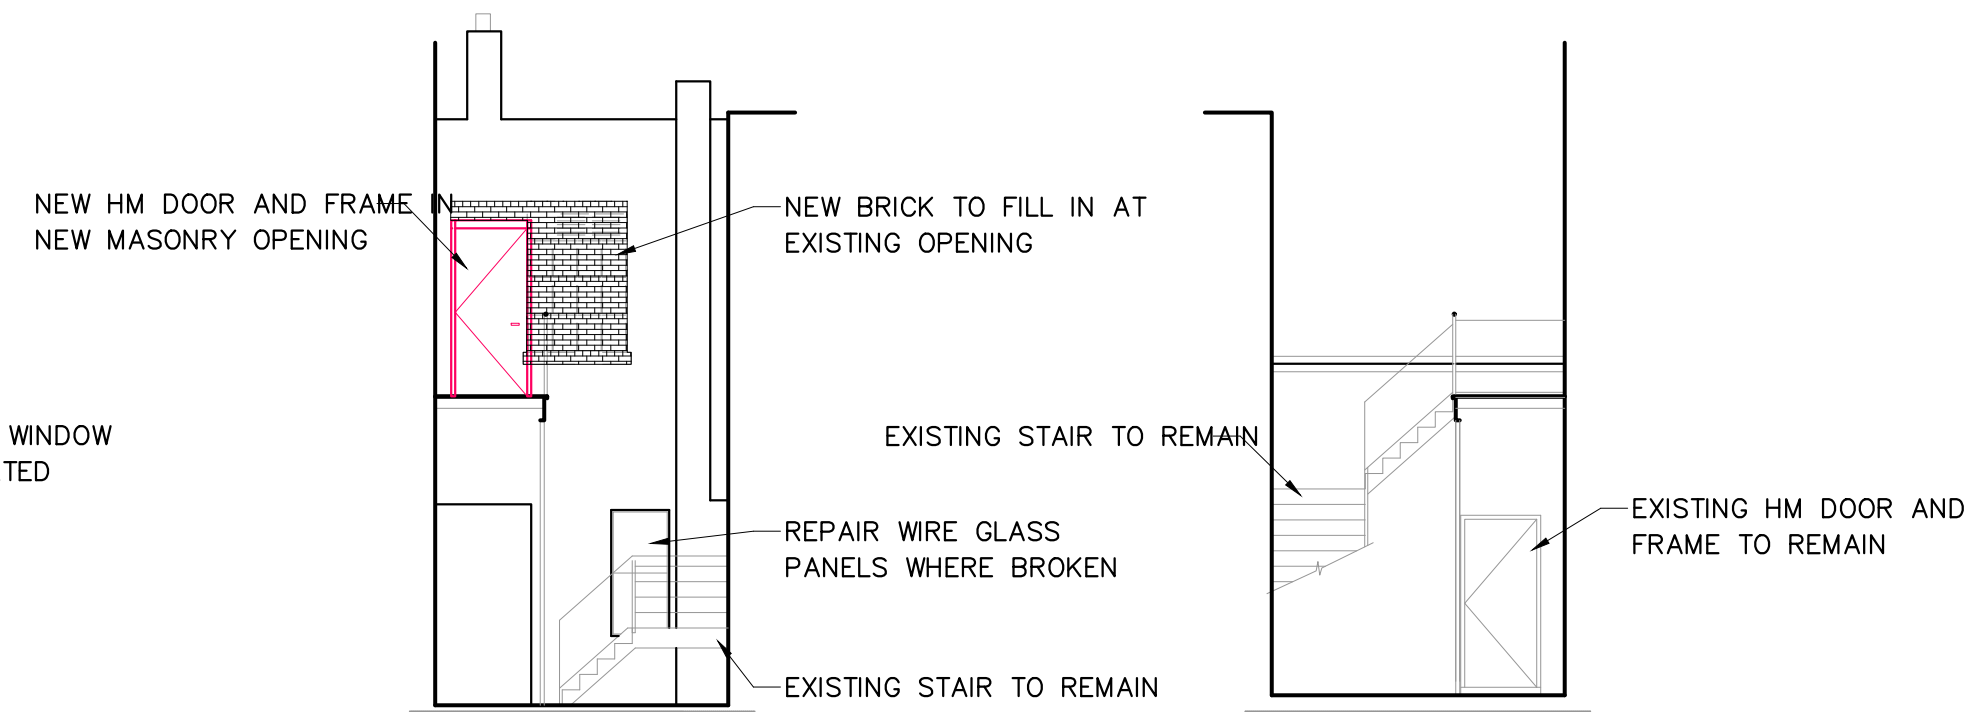 NEW HM DOOR AND FRAME IN
NEW MASONRY OPENING
NEW BRICK TO FILL IN AT
EXISTING OPENING
WINDOW
TED
EXISTING STAIR TO REMAIN
REPAIR WIRE GLASS
PANELS WHERE BROKEN
EXISTING STAIR TO REMAIN
EXISTING HM DOOR AND
FRAME TO REMAIN